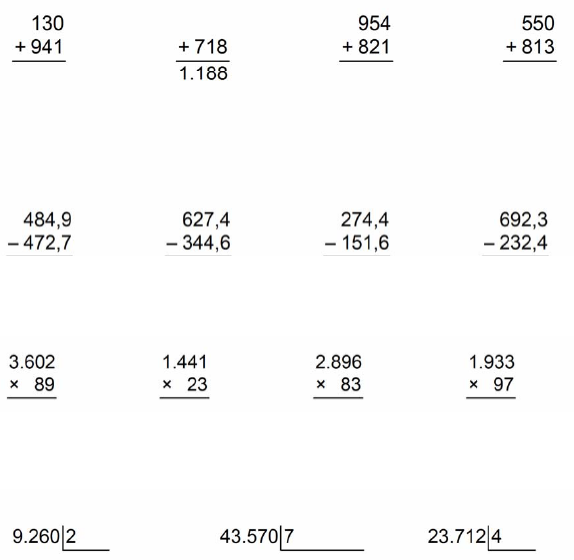 130 954 550
+ 941 + 718 + 821 + 813
1.188
484,9 627,4 274,4 692,3
– 472,7 – 344,6 – 151,6 – 232,4
3.602 1.441 2.896 1.933
× 89 × 23 × 83 × 97
9.260 2 43.570 7 23.712 4